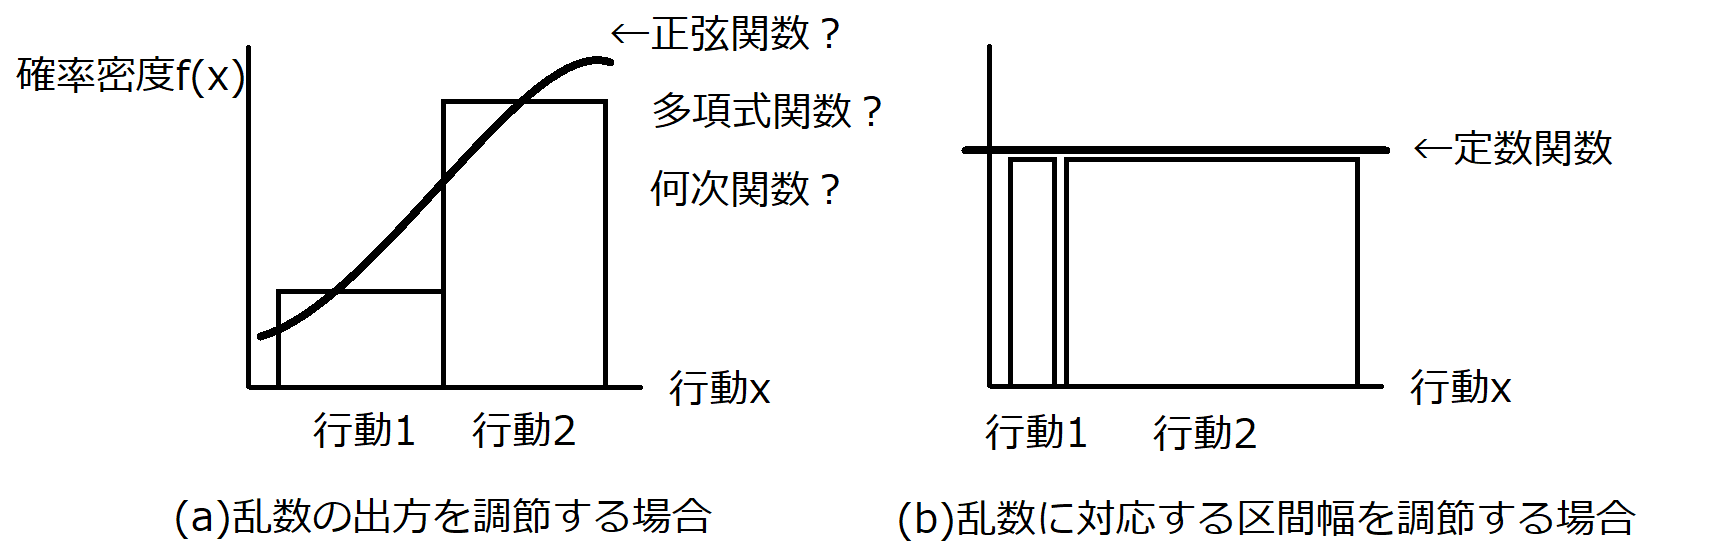 確率密度f(x)
←正弦関数？
多項式関数？
何次関数？
行動x
行動1
行動2
(a)乱数の出方を調節する場合
←定数関数
行動x
行動1
行動2
(b)乱数に対応する区間幅を調節する場合